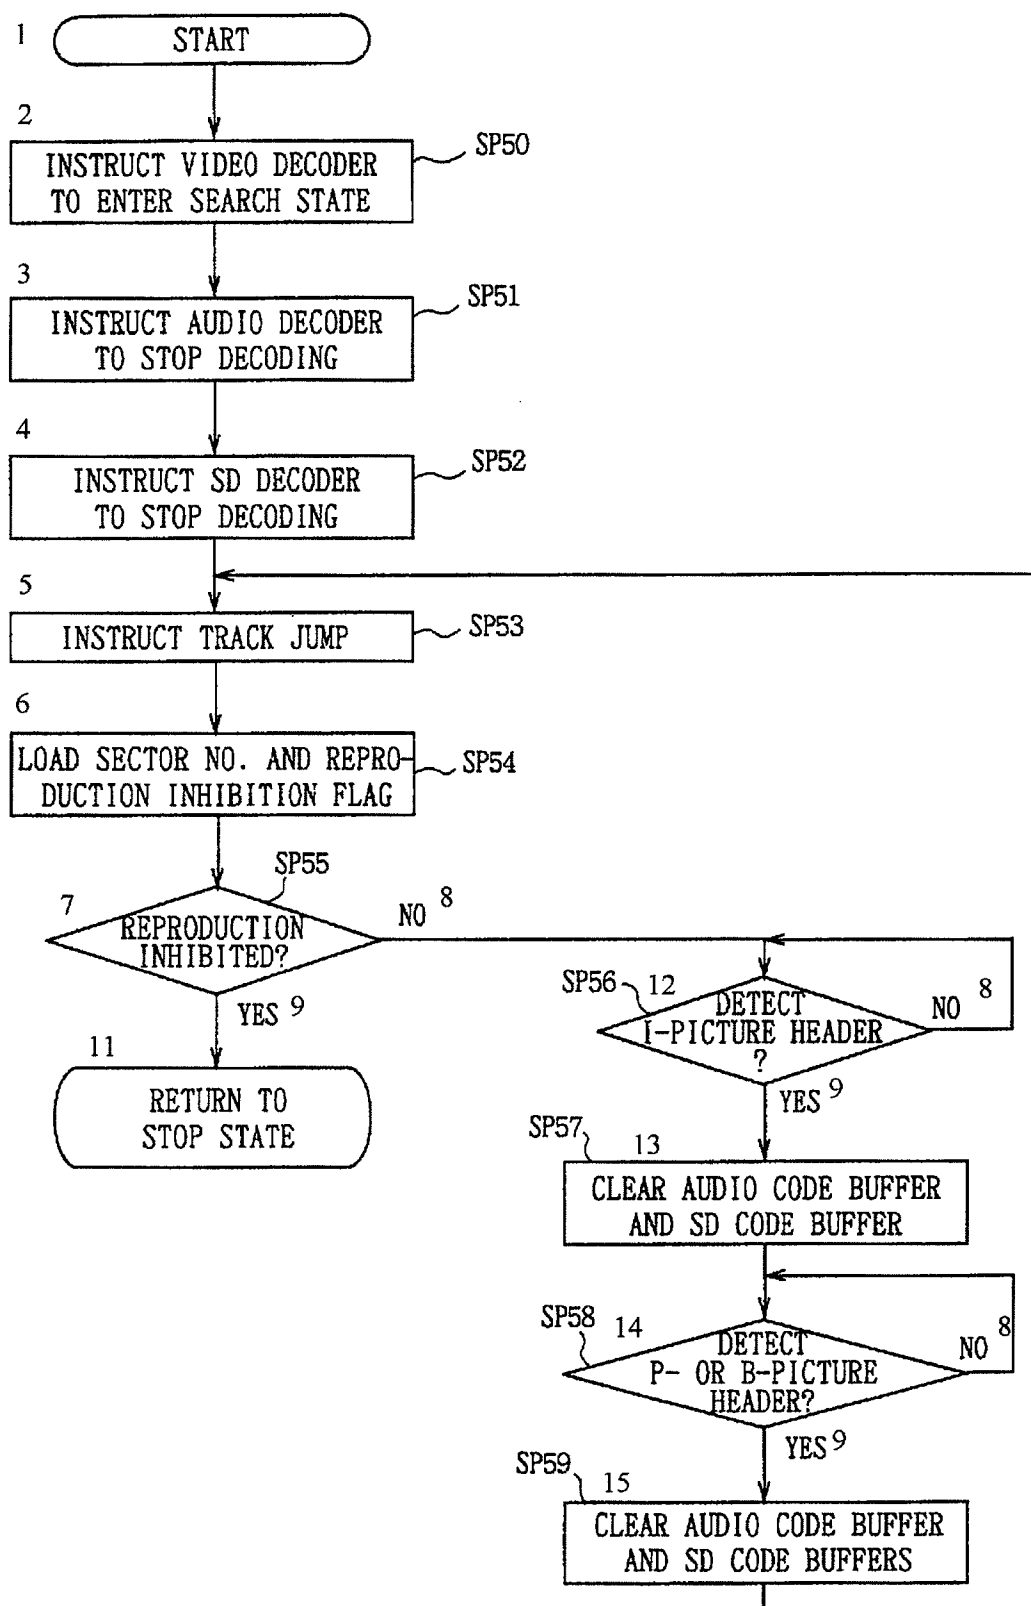 1
START
2
SP50
INSTRUCT VIDEO DECODER
TO ENTER SEARCH STATE
3
SP51
INSTRUCT AUDIO DECODER
TO STOP DECODING
4
SP52
INSTRUCT SD DECODER
TO STOP DECODING
5
INSTRUCT TRACK JUMP
SP53
6
LOAD SECTOR NO. AND REPRO-
DUCTION INHIBITION FLAG
SP54
SP55
7
REPRODUCTION
INHIBITED?
NO 8
YES 9
11
RETURN TO
STOP STATE
SP56
12
DETECT
I-PICTURE HEADER
?
NO 8
YES 9
SP57
13
CLEAR AUDIO CODE BUFFER
AND SD CODE BUFFER
SP58
14
DETECT
P- OR B-PICTURE
HEADER?
NO 8
YES 9
SP59
15
CLEAR AUDIO CODE BUFFER
AND SD CODE BUFFERS